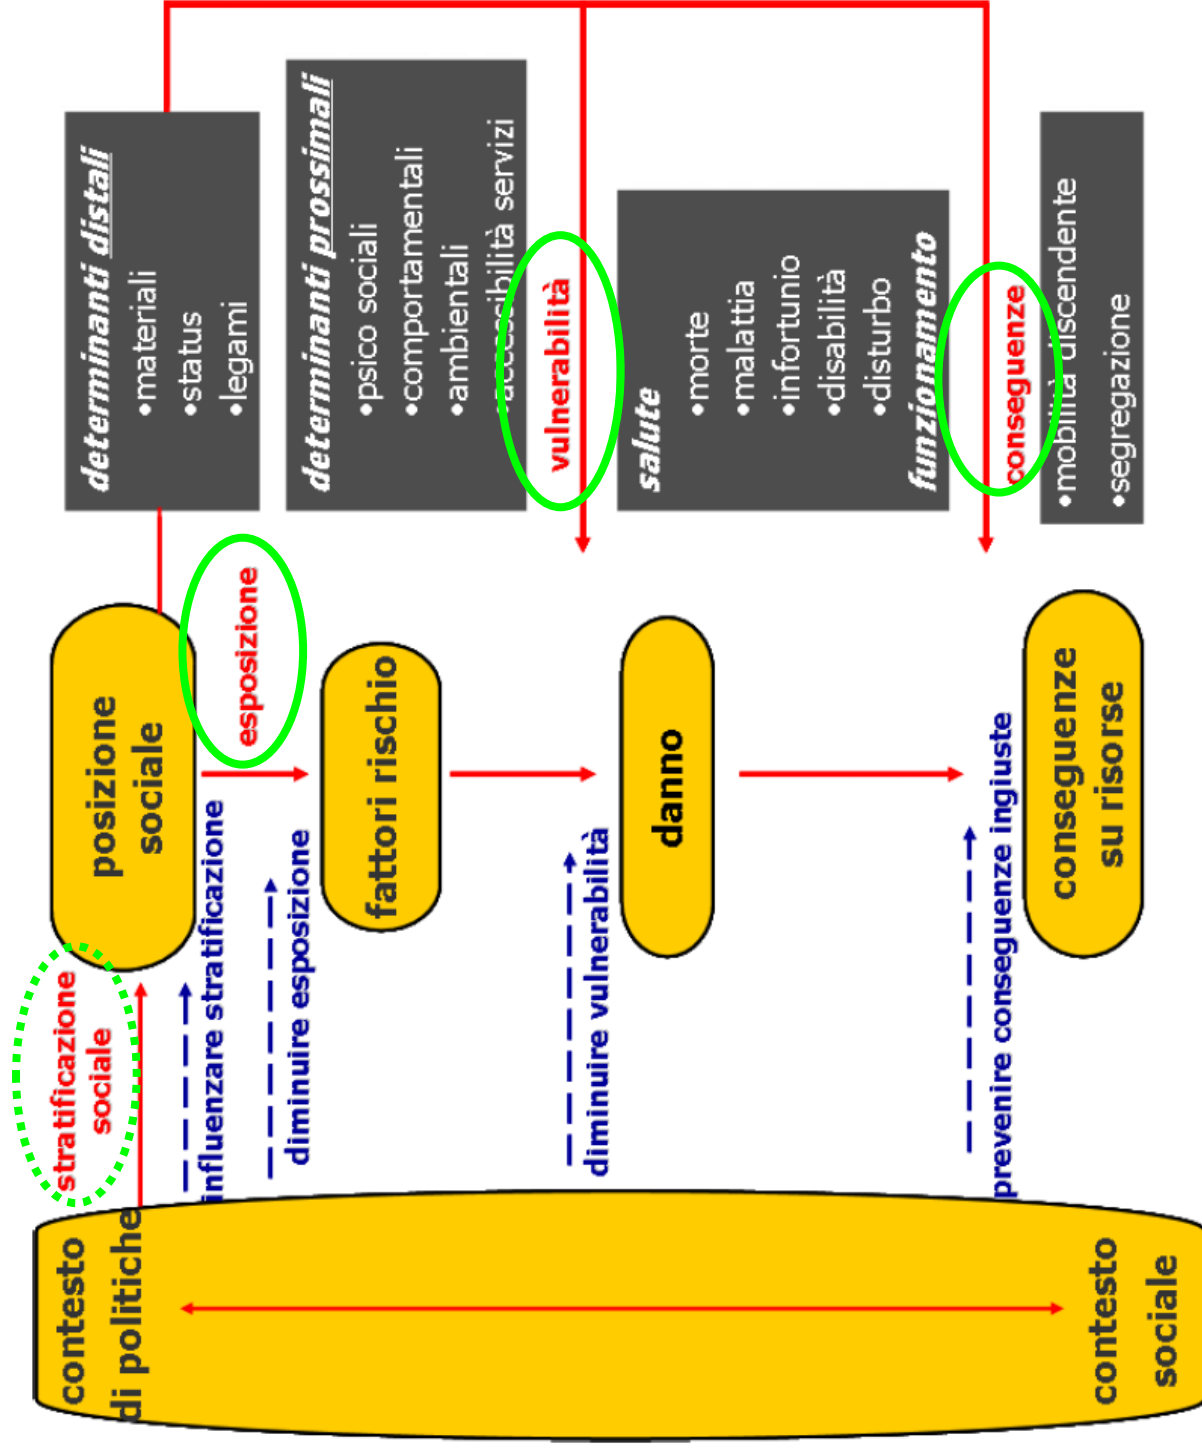 contesto
di politiche
contesto
sociale
stratificazione
sociale
influenzare stratificazione
diminuire esposizione
diminuire vulnerabilità
prevenire conseguenze ingiuste
posizione
sociale
esposizione
fattori rischio
danno
conseguenze
su risorse
determinanti distali
•materiali
•status
•legami
determinanti prossimali
•psico sociali
•comportamentali
•ambientali
•accessibilità servizi
vulnerabilità
salute
•morte
•malattia
•infortunio
•disabilità
•disturbo
funzionamento
conseguenze
•mobilità discendente
•segregazione